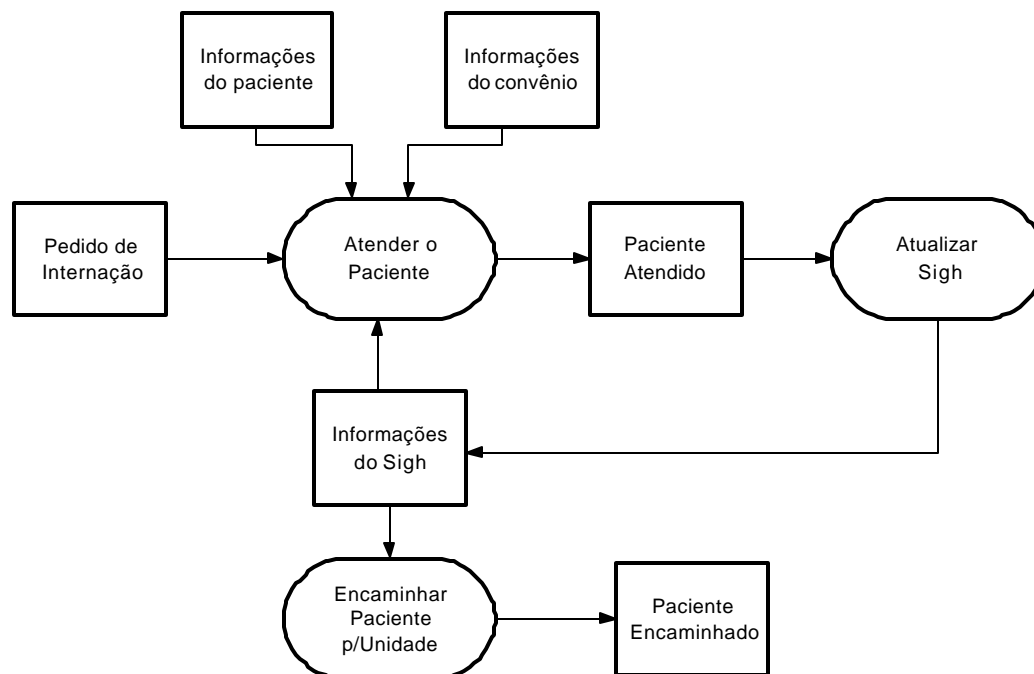 Informações
do paciente
Informações
do convênio
Pedido de
Internação
Atender o
Paciente
Paciente
Atendido
Atualizar
Sigh
Informações
do Sigh
Encaminhar
Paciente
p/Unidade
Paciente
Encaminhado